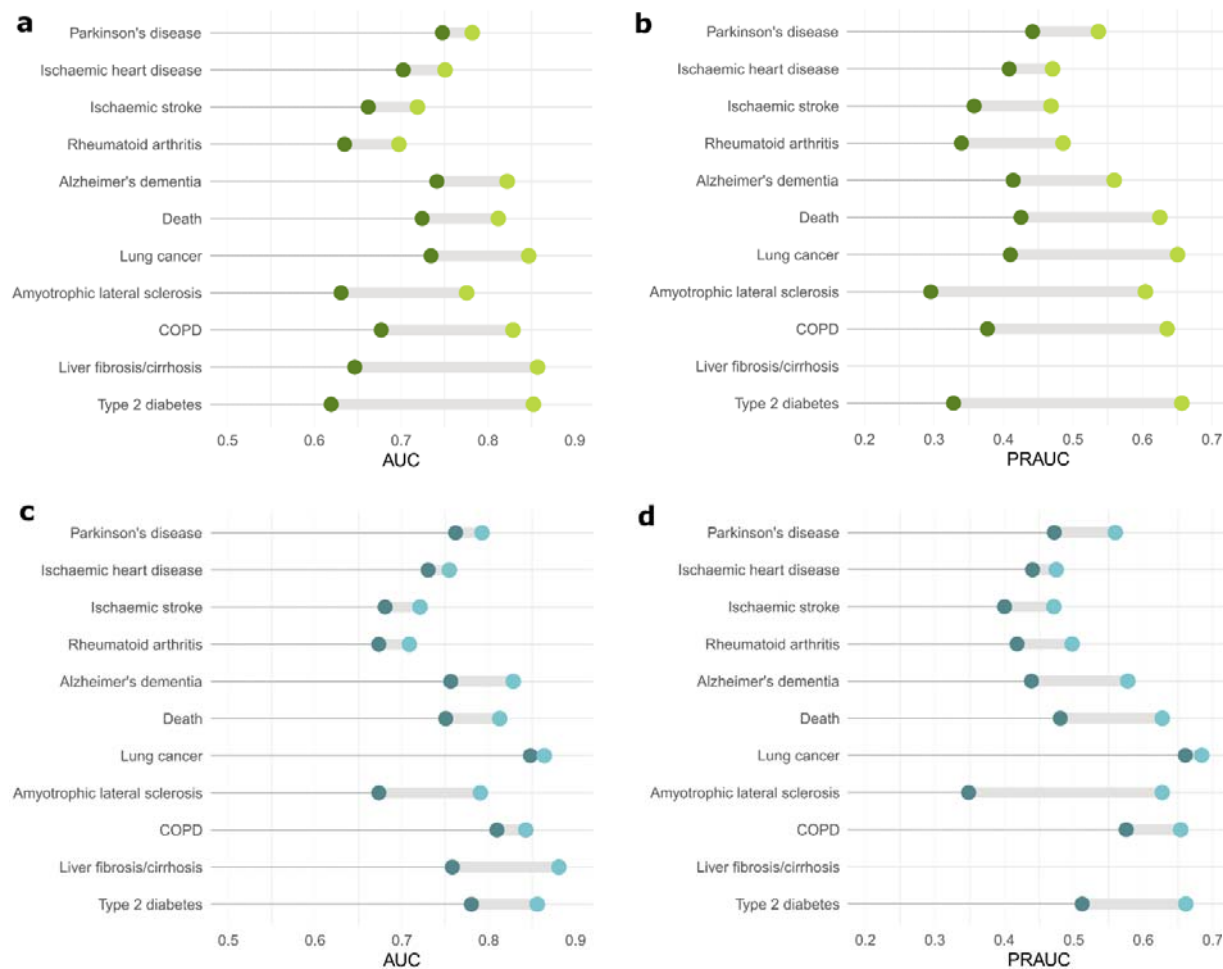 a
Parkinson's disease
Ischaemic heart disease
Ischaemic stroke
Rheumatoid arthritis
Alzheimer's dementia
Death
Lung cancer
Amyotrophic lateral sclerosis
COPD
Liver fibrosis/cirrhosis
Type 2 diabetes
0.5 0.6 0.7 0.8 0.9
AUC
b
Parkinson's disease
Ischaemic heart disease
Ischaemic stroke
Rheumatoid arthritis
Alzheimer's dementia
Death
Lung cancer
Amyotrophic lateral sclerosis
COPD
Liver fibrosis/cirrhosis
Type 2 diabetes
0.2 0.3 0.4 0.5 0.6 0.7
PRAUC
c
Parkinson's disease
Ischaemic heart disease
Ischaemic stroke
Rheumatoid arthritis
Alzheimer's dementia
Death
Lung cancer
Amyotrophic lateral sclerosis
COPD
Liver fibrosis/cirrhosis
Type 2 diabetes
0.5 0.6 0.7 0.8 0.9
AUC
d
Parkinson's disease
Ischaemic heart disease
Ischaemic stroke
Rheumatoid arthritis
Alzheimer's dementia
Death
Lung cancer
Amyotrophic lateral sclerosis
COPD
Liver fibrosis/cirrhosis
Type 2 diabetes
0.2 0.3 0.4 0.5 0.6 0.7
PRAUC